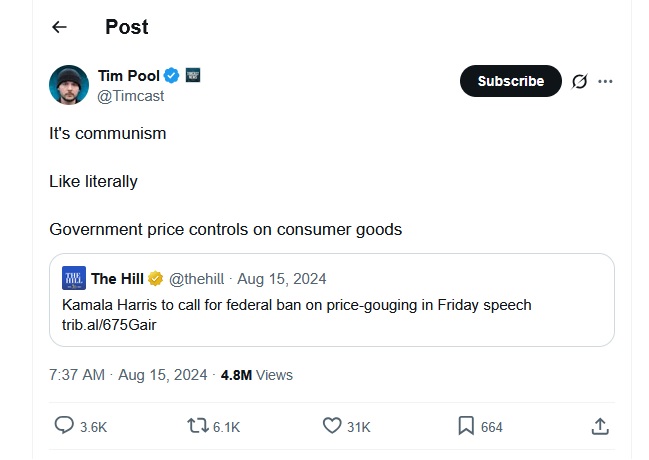 Post
Tim Pool
@Timcast
Subscribe
It's communism
Like literally
Government price controls on consumer goods
The Hill @thehill · Aug 15, 2024
Kamala Harris to call for federal ban on price-gouging in Friday speech
trib.al/675Gair
7:37 AM · Aug 15, 2024 · 4.8M Views
3.6K 6.1K 31K 664